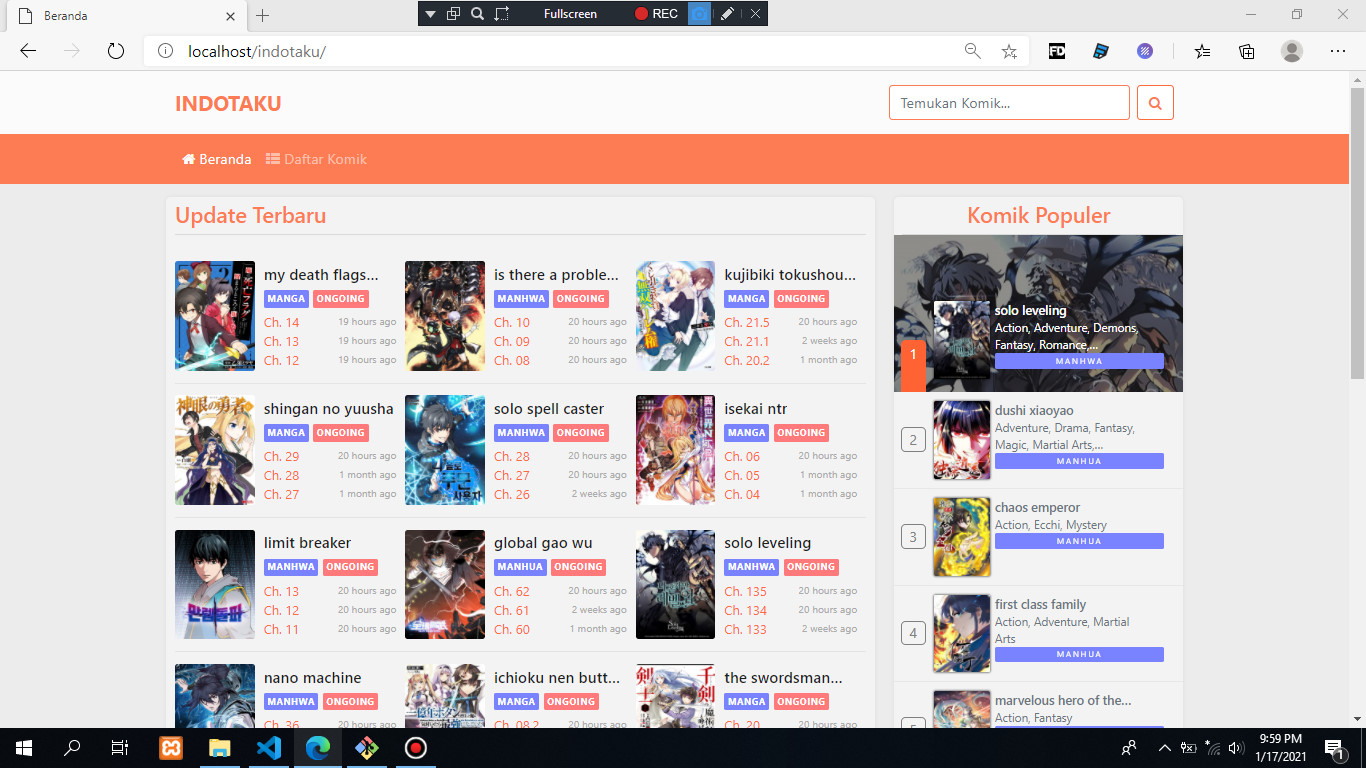 Beranda
Fullscreen
REC
localhost/indotaku/
FD
INDOTAKU
Temukan Komik...
Beranda
Daftar Komik
Update Terbaru
my death flags...
MANGA ONGOING
Ch. 14 19 hours ago
Ch. 13 19 hours ago
Ch. 12 19 hours ago
is there a proble...
MANHWA ONGOING
Ch. 10 20 hours ago
Ch. 09 20 hours ago
Ch. 08 20 hours ago
kujibiki tokushou...
MANGA ONGOING
Ch. 21.5 20 hours ago
Ch. 21.1 2 weeks ago
Ch. 20.2 1 month ago
shingan no yuusha
MANGA ONGOING
Ch. 29 20 hours ago
Ch. 28 1 month ago
Ch. 27 1 month ago
solo spell caster
MANHWA ONGOING
Ch. 28 20 hours ago
Ch. 27 20 hours ago
Ch. 26 2 weeks ago
isekai ntr
MANGA ONGOING
Ch. 06 20 hours ago
Ch. 05 1 month ago
Ch. 04 1 month ago
limit breaker
MANHWA ONGOING
Ch. 13 20 hours ago
Ch. 12 20 hours ago
Ch. 11 20 hours ago
global gao wu
MANHUA ONGOING
Ch. 62 20 hours ago
Ch. 61 2 weeks ago
Ch. 60 1 month ago
solo leveling
MANHWA ONGOING
Ch. 135 20 hours ago
Ch. 134 20 hours ago
Ch. 133 2 weeks ago
nano machine
MANHWA ONGOING
Ch. 36 20 hours ago
ichioku nen butt...
MANGA ONGOING
Ch. 08.2 20 hours ago
the swordsman...
MANGA ONGOING
Ch. 20 20 hours ago
Komik Populer
1
solo leveling
Action, Adventure, Demons,
Fantasy, Romance,...
MANHWA
2
dushi xiaoyao
Adventure, Drama, Fantasy,
Magic, Martial Arts,...
MANHUA
3
chaos emperor
Action, Ecchi, Mystery
MANHUA
4
first class family
Action, Adventure, Martial
Arts
MANHUA
5
marvelous hero of the...
Action, Fantasy
9:59 PM
1/17/2021
1